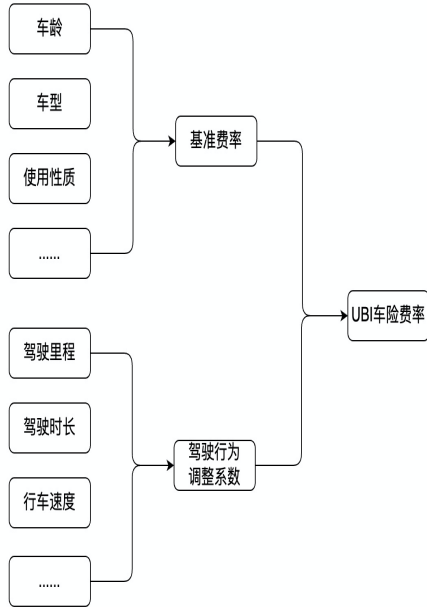 车龄
车型
使用性质
......
基准费率
UBI车险费率
驾驶里程
驾驶时长
行车速度
......
驾驶行为
调整系数